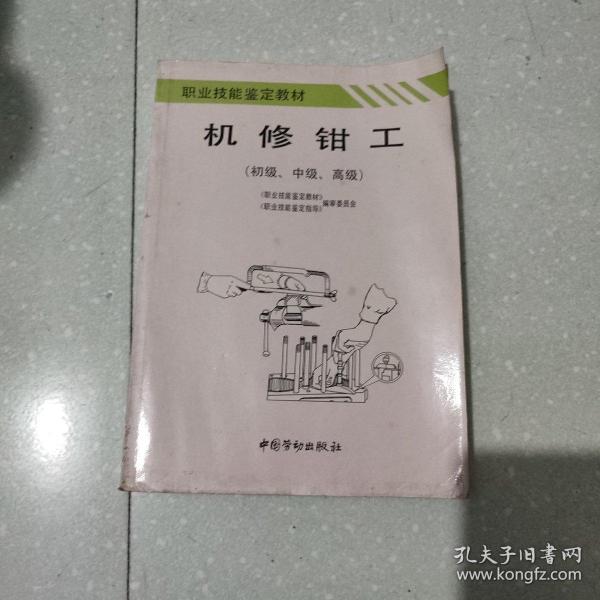 职业技能鉴定教材
机修钳工
(初级、中级、高级)
《职业技能鉴定教材》
《职业技能鉴定指导》编审委员会
中国劳动出版社
孔夫子旧书网
www.kongfz.com